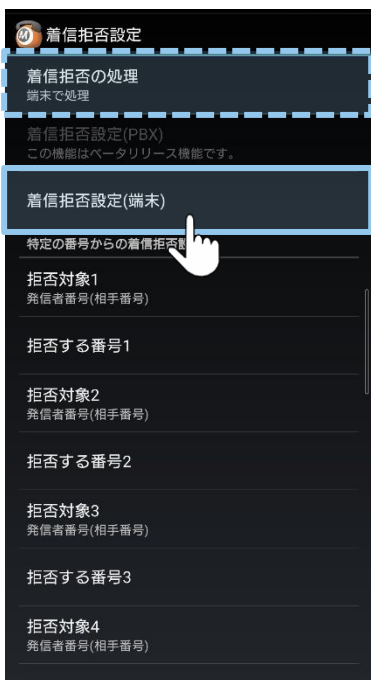 着信拒否設定
着信拒否の処理
端末で処理
着信拒否設定(PBX)
この機能はベータリリース機能です。
着信拒否設定(端末)
特定の番号からの着信拒否
拒否対象1
発信者番号(相手番号)
拒否する番号1
拒否対象2
発信者番号(相手番号)
拒否する番号2
拒否対象3
発信者番号(相手番号)
拒否する番号3
拒否対象4
発信者番号(相手番号)